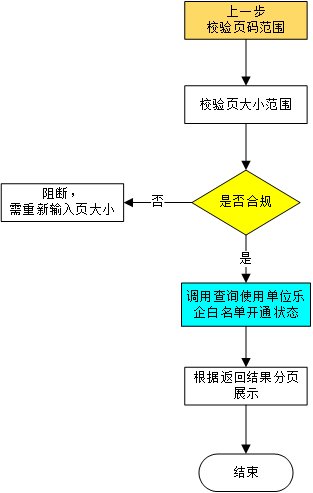 上一步
校验页码范围
校验页大小范围
是否合规
否
阻断，
需重新输入页大小
是
调用查询使用单位乐
企白名单开通状态
根据返回结果分页
展示
结束